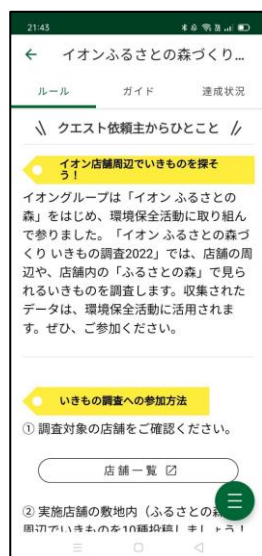 21:43
イオンふるさとの森づくり...
ルール ガイド 達成状況
クエスト依頼主からひとこと
イオン店舗周辺でいきものを探そ
う！
イオングループは「イオン ふるさとの
森」をはじめ、環境保全活動に取り組ん
で参りました。「イオン ふるさとの森づ
くり いきもの調査2022」では、店舗の周
辺や、店舗内の「ふるさとの森」で見ら
れるいきものを調査します。収集された
データは、環境保全活動に活用されま
す。ぜひ、ご参加ください。
いきもの調査への参加方法
① 調査対象の店舗をご確認ください。
店舗一覧
② 実施店舗の敷地内（ふるさとの森
周辺でいきものを10種投稿しましょう！